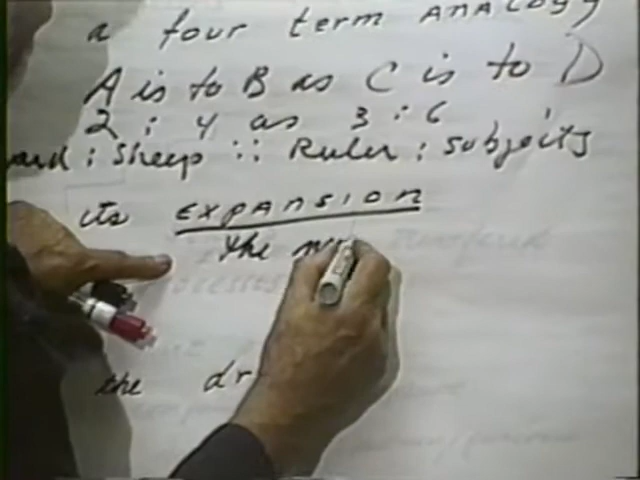 a four term ANALOGY
A is to B as C is to D
2 : 4 as 3 : 6
: Sheep :: Ruler : subjects
its EXPANSION
the
the dr